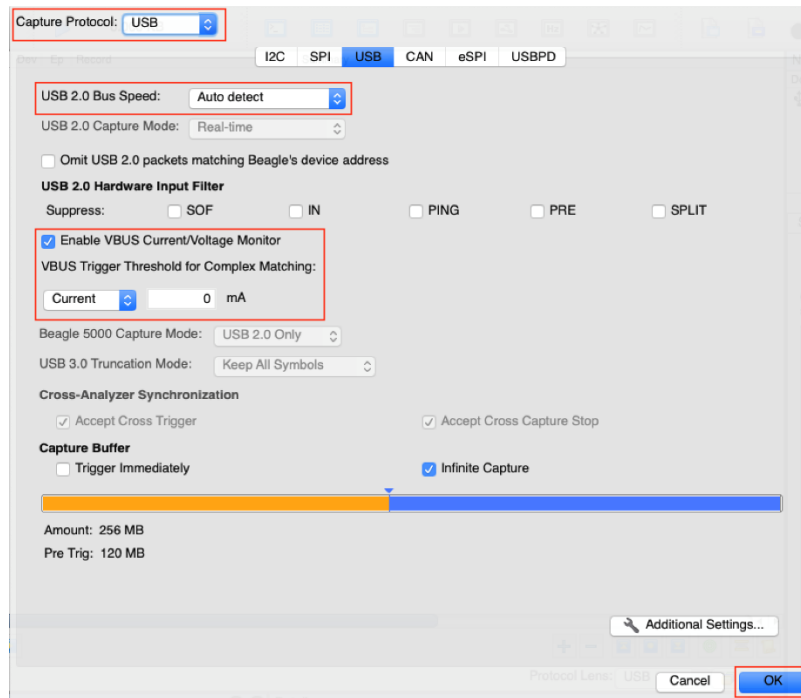 Capture Protocol: USB
Dev Ep Record
I2C SPI USB CAN eSPI USBPD
USB 2.0 Bus Speed: Auto detect
USB 2.0 Capture Mode: Real-time
Omit USB 2.0 packets matching Beagle's device address
USB 2.0 Hardware Input Filter
Suppress: SOF IN PING PRE SPLIT
Enable VBUS Current/Voltage Monitor
VBUS Trigger Threshold for Complex Matching:
Current 0 mA
Beagle 5000 Capture Mode: USB 2.0 Only
USB 3.0 Truncation Mode: Keep All Symbols
Cross-Analyzer Synchronization
Accept Cross Trigger Accept Cross Capture Stop
Capture Buffer
Trigger Immediately Infinite Capture
Amount: 256 MB
Pre Trig: 120 MB
Additional Settings...
Protocol Lens: USB
Cancel OK